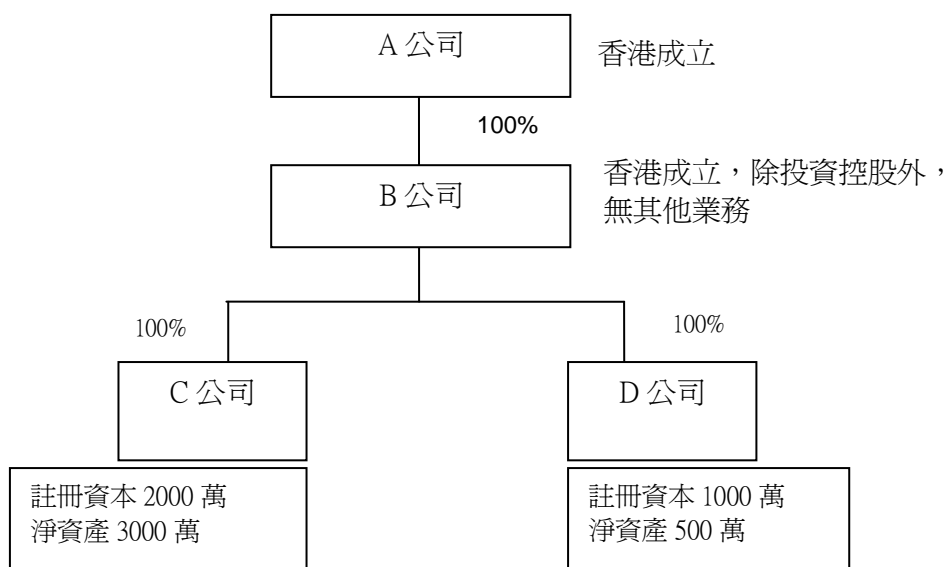 A 公司
香港成立
100%
B 公司
香港成立，除投資控股外，
無其他業務
100%
100%
C 公司
D 公司
註冊資本 2000 萬
淨資產 3000 萬
註冊資本 1000 萬
淨資產 500 萬